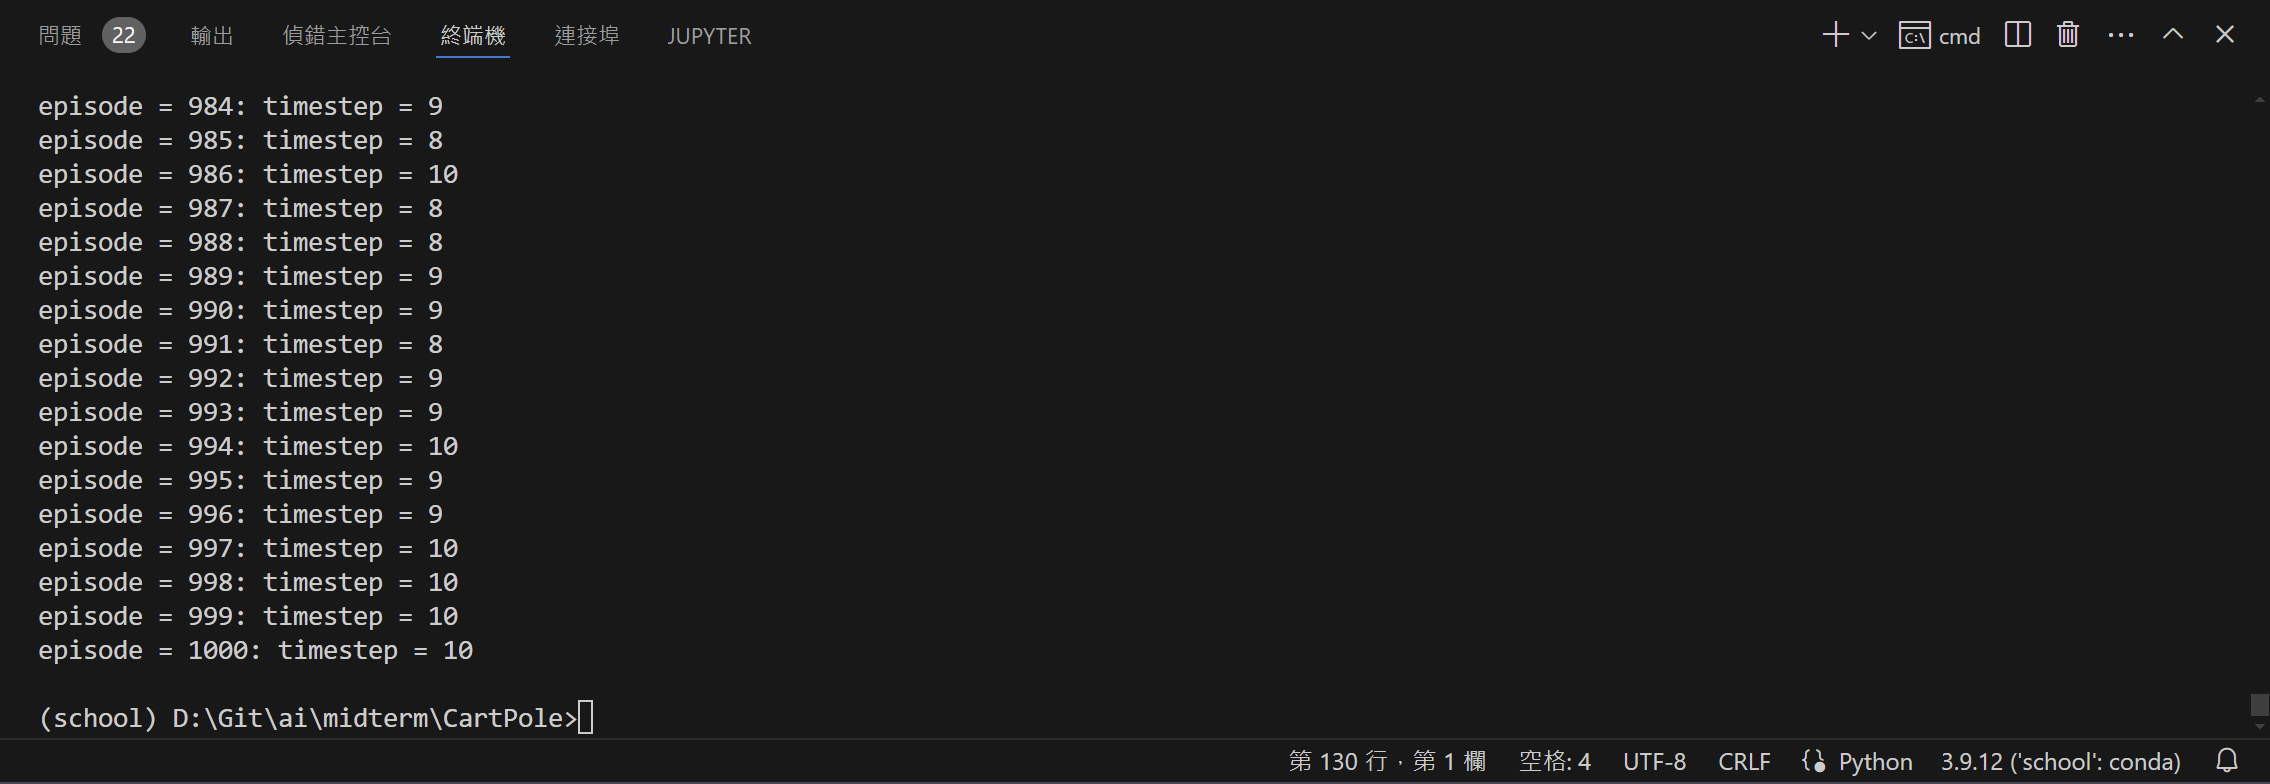 問題 22 輸出 偵錯主控台 終端機 連接埠 JUPYTER cmd
episode = 984: timestep = 9
episode = 985: timestep = 8
episode = 986: timestep = 10
episode = 987: timestep = 8
episode = 988: timestep = 8
episode = 989: timestep = 9
episode = 990: timestep = 9
episode = 991: timestep = 8
episode = 992: timestep = 9
episode = 993: timestep = 9
episode = 994: timestep = 10
episode = 995: timestep = 9
episode = 996: timestep = 9
episode = 997: timestep = 10
episode = 998: timestep = 10
episode = 999: timestep = 10
episode = 1000: timestep = 10
(school) D:\Git\ai\midterm\CartPole>
第 130 行，第 1 欄 空格: 4 UTF-8 CRLF Python 3.9.12 ('school': conda)